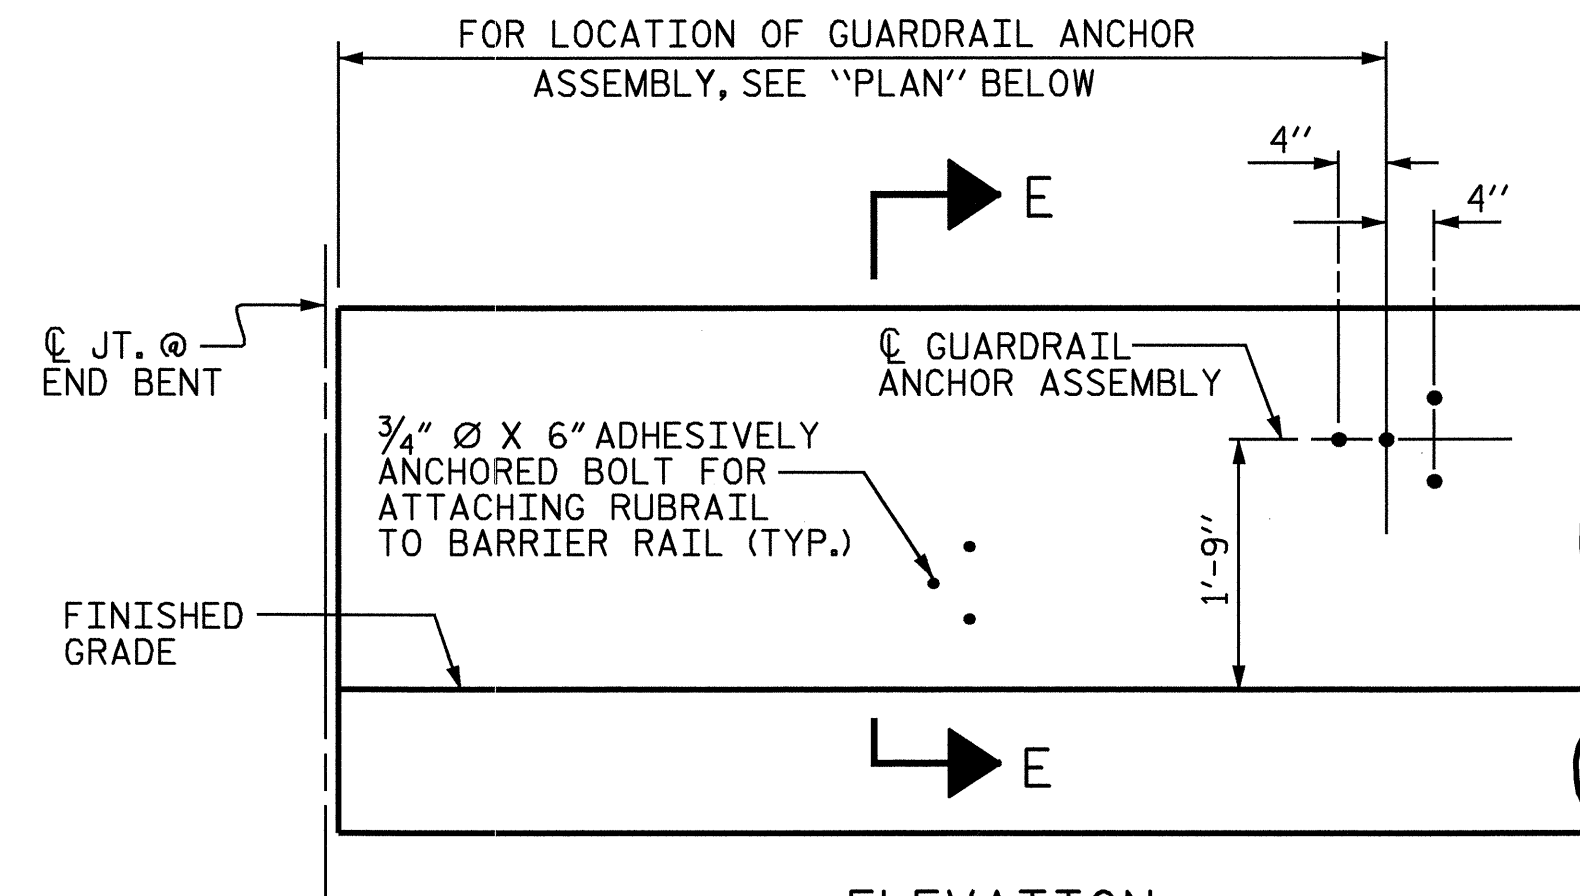 FOR LOCATION OF GUARDRAIL ANCHOR
ASSEMBLY, SEE "PLAN" BELOW
4"
4"
E
℄ JT. @
END BENT
℄ GUARDRAIL
ANCHOR ASSEMBLY
3/4" Ø X 6" ADHESIVELY
ANCHORED BOLT FOR
ATTACHING RUBRAIL
TO BARRIER RAIL (TYP.)
1'-9"
FINISHED
GRADE
E
ELEVATION